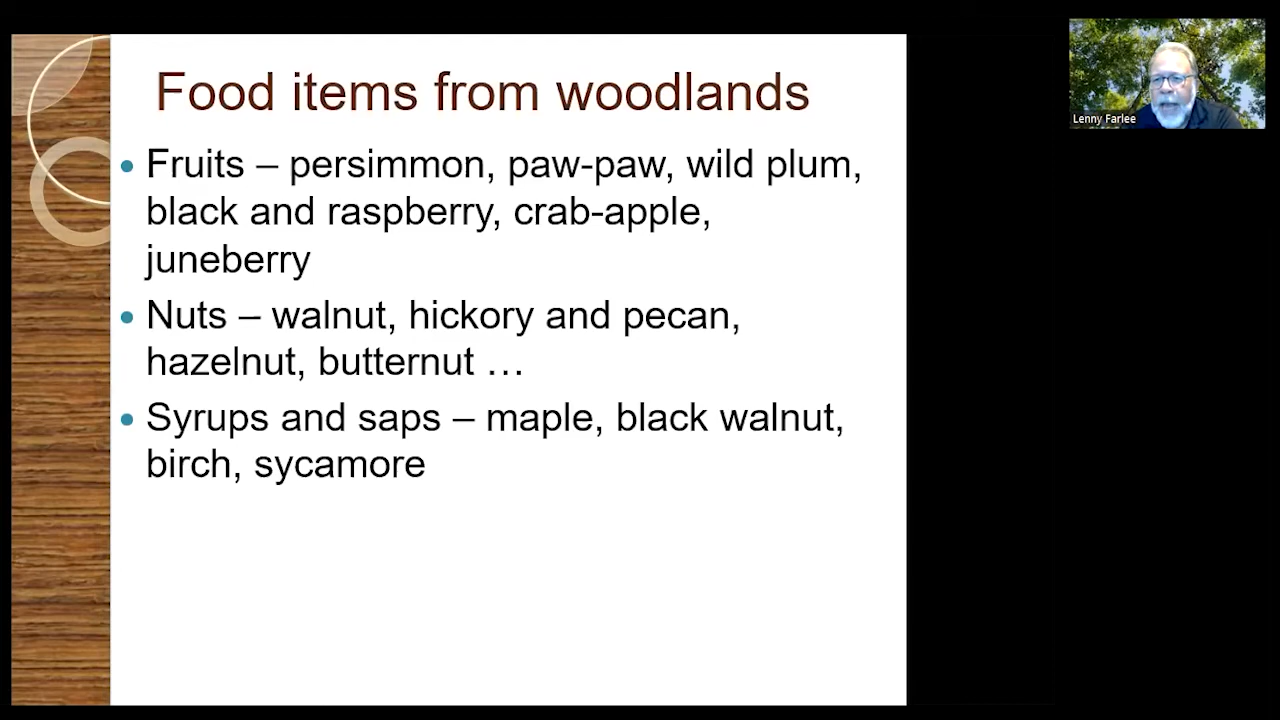 Food items from woodlands
• Fruits – persimmon, paw-paw, wild plum,
black and raspberry, crab-apple,
juneberry
• Nuts – walnut, hickory and pecan,
hazelnut, butternut …
• Syrups and saps – maple, black walnut,
birch, sycamore
Lenny Farlee